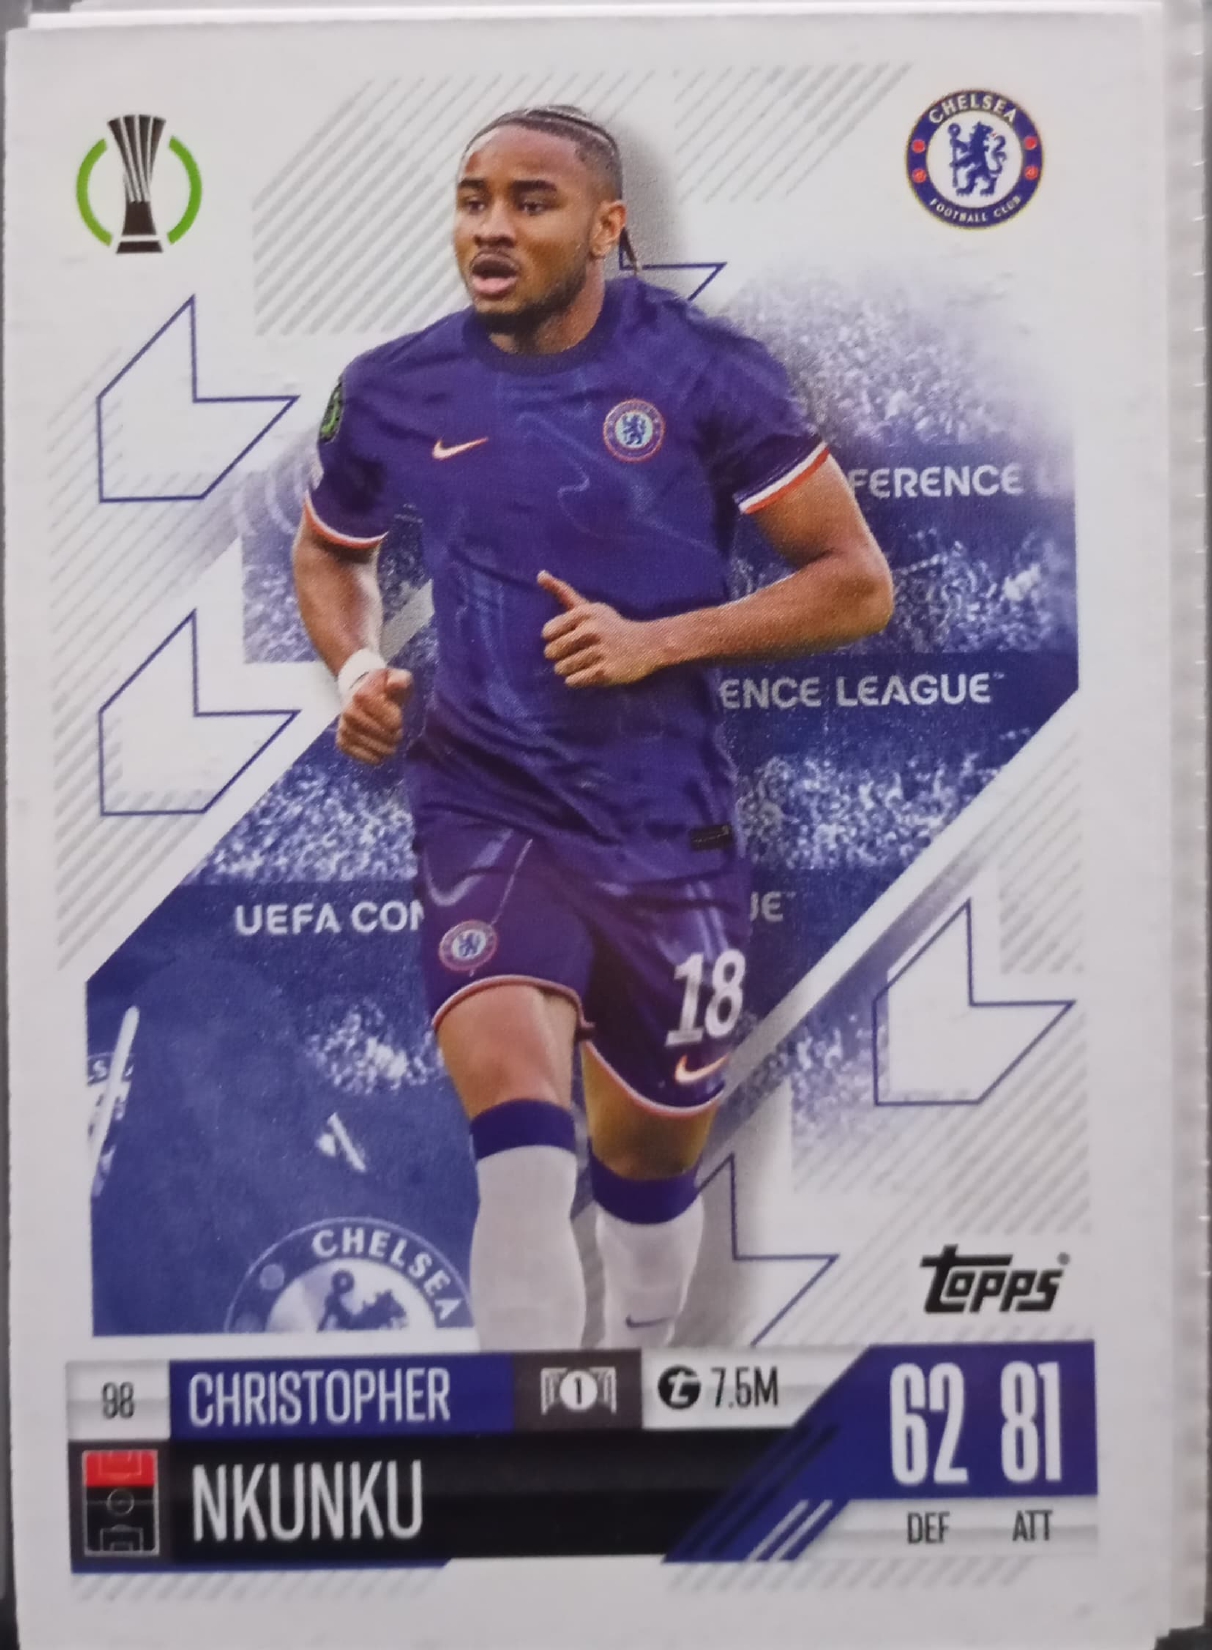 CHELSEA
FOOTBALL CLUB
FERENCE
ENCE LEAGUE™
UEFA CON
UE™
18
CHELSEA
topps®
98
CHRISTOPHER
1
7.5M
62 81
NKUNKU
DEF ATT